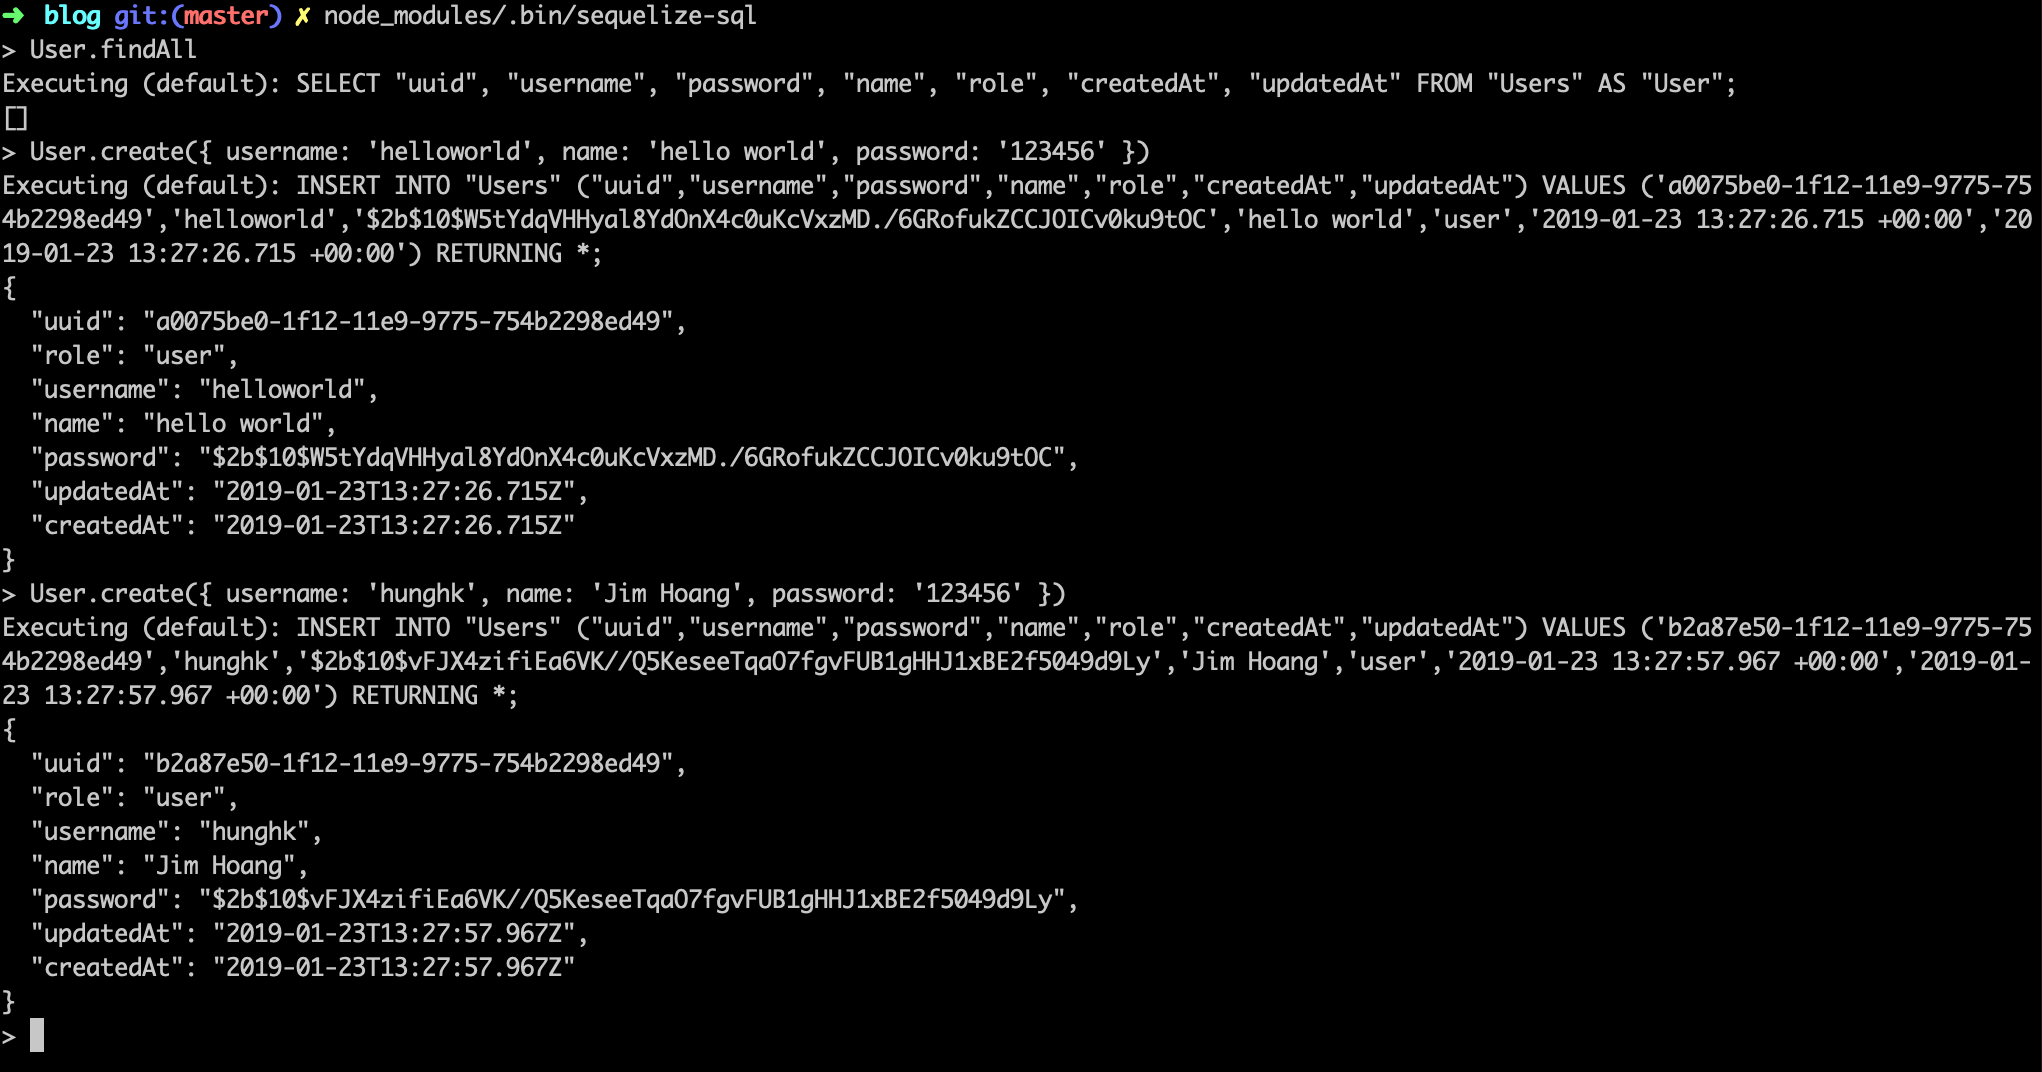 ➜ blog git:(master) ✗ node_modules/.bin/sequelize-sql
> User.findAll
Executing (default): SELECT "uuid", "username", "password", "name", "role", "createdAt", "updatedAt" FROM "Users" AS "User";
[]
> User.create({ username: 'helloworld', name: 'hello world', password: '123456' })
Executing (default): INSERT INTO "Users" ("uuid","username","password","name","role","createdAt","updatedAt") VALUES ('a0075be0-1f12-11e9-9775-75
4b2298ed49','helloworld','$2b$10$W5tYdqVHHyal8YdOnX4c0uKcVxzMD./6GRofukZCCJOICv0ku9tOC','hello world','user','2019-01-23 13:27:26.715 +00:00','20
19-01-23 13:27:26.715 +00:00') RETURNING *;
{
  "uuid": "a0075be0-1f12-11e9-9775-754b2298ed49",
  "role": "user",
  "username": "helloworld",
  "name": "hello world",
  "password": "$2b$10$W5tYdqVHHyal8YdOnX4c0uKcVxzMD./6GRofukZCCJOICv0ku9tOC",
  "updatedAt": "2019-01-23T13:27:26.715Z",
  "createdAt": "2019-01-23T13:27:26.715Z"
}
> User.create({ username: 'hunghk', name: 'Jim Hoang', password: '123456' })
Executing (default): INSERT INTO "Users" ("uuid","username","password","name","role","createdAt","updatedAt") VALUES ('b2a87e50-1f12-11e9-9775-75
4b2298ed49','hunghk','$2b$10$vFJX4zifiEa6VK//Q5KeseeTqaO7fgvFUB1gHHJ1xBE2f5049d9Ly','Jim Hoang','user','2019-01-23 13:27:57.967 +00:00','2019-01-
23 13:27:57.967 +00:00') RETURNING *;
{
  "uuid": "b2a87e50-1f12-11e9-9775-754b2298ed49",
  "role": "user",
  "username": "hunghk",
  "name": "Jim Hoang",
  "password": "$2b$10$vFJX4zifiEa6VK//Q5KeseeTqaO7fgvFUB1gHHJ1xBE2f5049d9Ly",
  "updatedAt": "2019-01-23T13:27:57.967Z",
  "createdAt": "2019-01-23T13:27:57.967Z"
}
>